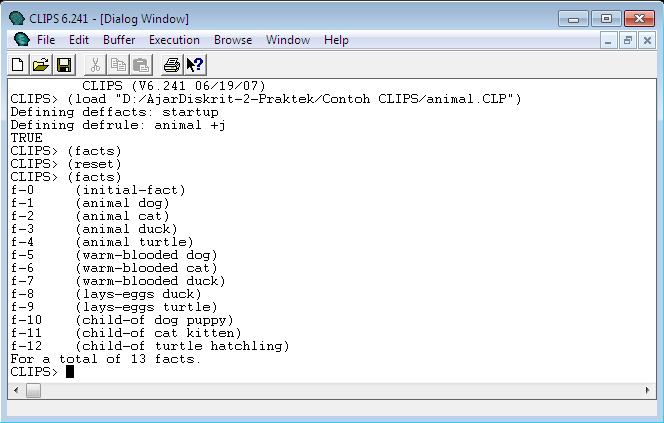 CLIPS 6.241 - [Dialog Window]
File Edit Buffer Execution Browse Window Help
CLIPS (V6.241 06/19/07)
CLIPS> (load "D:/AjarDiskrit-2-Praktek/Contoh CLIPS/animal.CLP")
Defining deffacts: startup
Defining defrule: animal +j
TRUE
CLIPS> (facts)
CLIPS> (reset)
CLIPS> (facts)
f-0     (initial-fact)
f-1     (animal dog)
f-2     (animal cat)
f-3     (animal duck)
f-4     (animal turtle)
f-5     (warm-blooded dog)
f-6     (warm-blooded cat)
f-7     (warm-blooded duck)
f-8     (lays-eggs duck)
f-9     (lays-eggs turtle)
f-10    (child-of dog puppy)
f-11    (child-of cat kitten)
f-12    (child-of turtle hatchling)
For a total of 13 facts.
CLIPS>